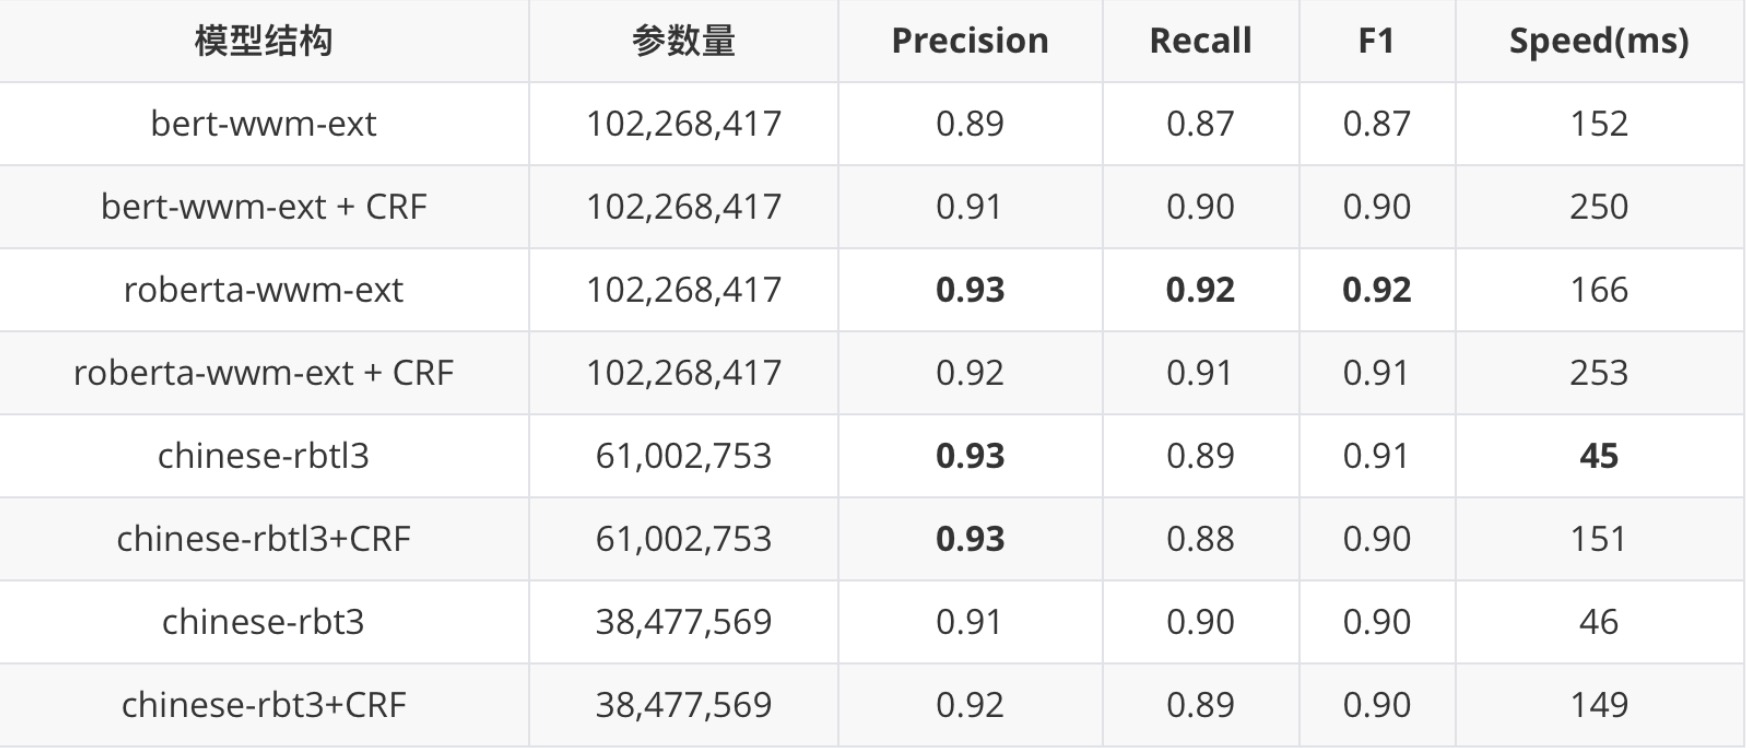 模型结构 参数量 Precision Recall F1 Speed(ms)
bert-wwm-ext 102,268,417 0.89 0.87 0.87 152
bert-wwm-ext + CRF 102,268,417 0.91 0.90 0.90 250
roberta-wwm-ext 102,268,417 0.93 0.92 0.92 166
roberta-wwm-ext + CRF 102,268,417 0.92 0.91 0.91 253
chinese-rbtl3 61,002,753 0.93 0.89 0.91 45
chinese-rbtl3+CRF 61,002,753 0.93 0.88 0.90 151
chinese-rbt3 38,477,569 0.91 0.90 0.90 46
chinese-rbt3+CRF 38,477,569 0.92 0.89 0.90 149